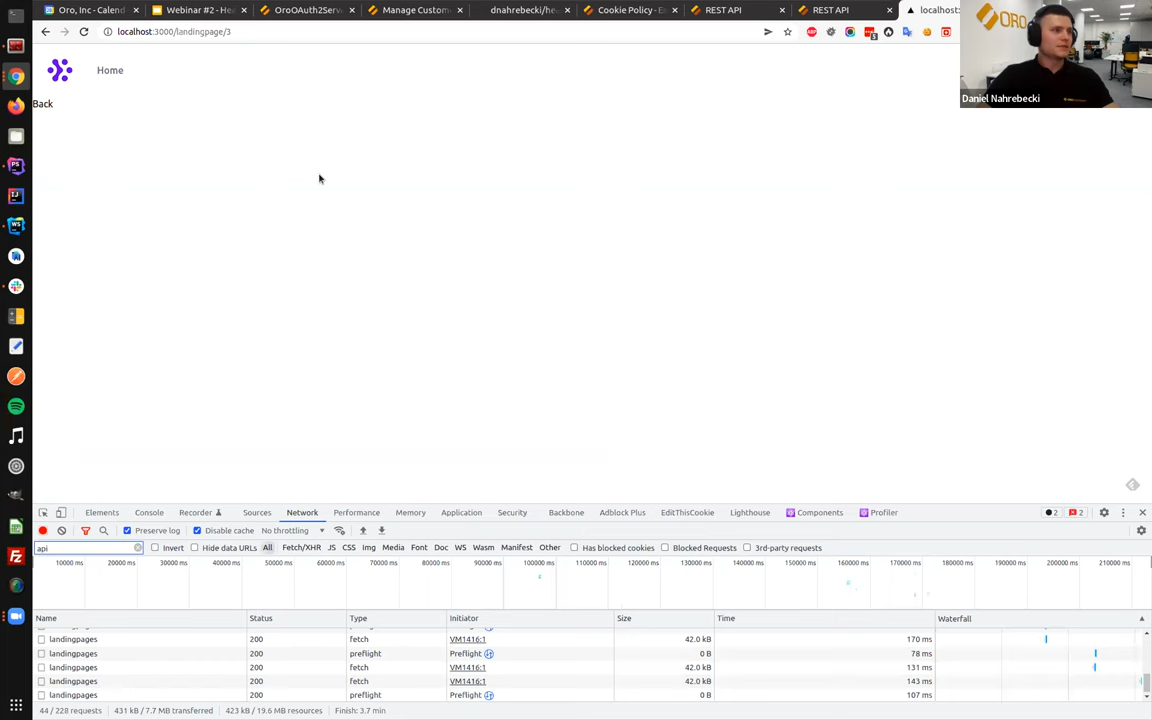 Oro, Inc - Calend
Webinar #2 - Hea
OroOAuth2Serv
Manage Custom
dnahrebecki/he
Cookie Policy - E
REST API
REST API
localhost:
localhost:3000/landingpage/3
ORO
Daniel Nahrebecki
Home
Back
Elements
Console
Recorder
Sources
Network
Performance
Memory
Application
Security
Backbone
Adblock Plus
EditThisCookie
Lighthouse
Components
Profiler
2
2
Preserve log
Disable cache
No throttling
api
Invert
Hide data URLs
All
Fetch/XHR
JS
CSS
Img
Media
Font
Doc
WS
Wasm
Manifest
Other
Has blocked cookies
Blocked Requests
3rd-party requests
10000 ms
20000 ms
30000 ms
40000 ms
50000 ms
60000 ms
70000 ms
80000 ms
90000 ms
100000 ms
110000 ms
120000 ms
130000 ms
140000 ms
150000 ms
160000 ms
170000 ms
180000 ms
190000 ms
200000 ms
210000 ms
Name Status Type Initiator Size Time Waterfall
landingpages 200 fetch VM1416:1 42.0 kB 170 ms
landingpages 200 preflight Preflight 0 B 78 ms
landingpages 200 fetch VM1416:1 42.0 kB 131 ms
landingpages 200 fetch VM1416:1 42.0 kB 143 ms
landingpages 200 preflight Preflight 0 B 107 ms
44 / 228 requests
431 kB / 7.7 MB transferred
423 kB / 19.6 MB resources
Finish: 3.7 min